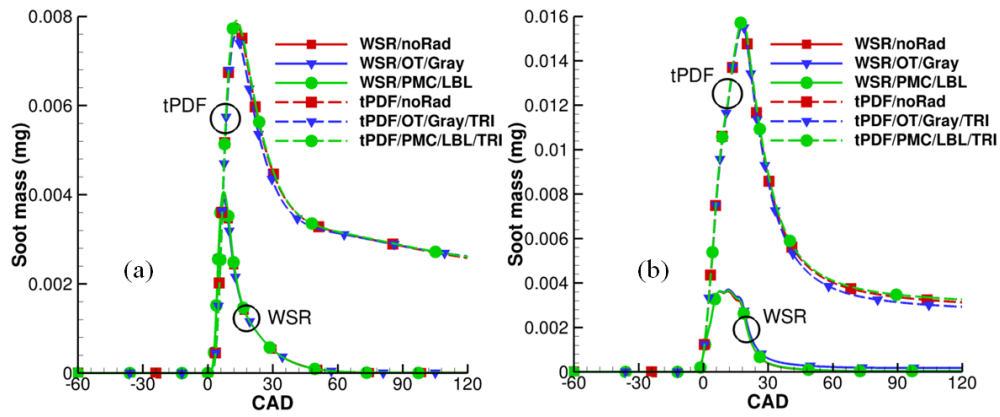 0.008
0.006
0.004
0.002
0
Soot mass (mg)
-60
-30
0
30
60
90
120
CAD
WSR/noRad
WSR/OT/Gray
WSR/PMC/LBL
tPDF/noRad
tPDF/OT/Gray/TRI
tPDF/PMC/LBL/TRI
tPDF
WSR
(a)
0.016
0.014
0.012
0.01
0.008
0.006
0.004
0.002
0
Soot mass (mg)
-60
-30
0
30
60
90
120
CAD
WSR/noRad
WSR/OT/Gray
WSR/PMC/LBL
tPDF/noRad
tPDF/OT/Gray/TRI
tPDF/PMC/LBL/TRI
tPDF
WSR
(b)